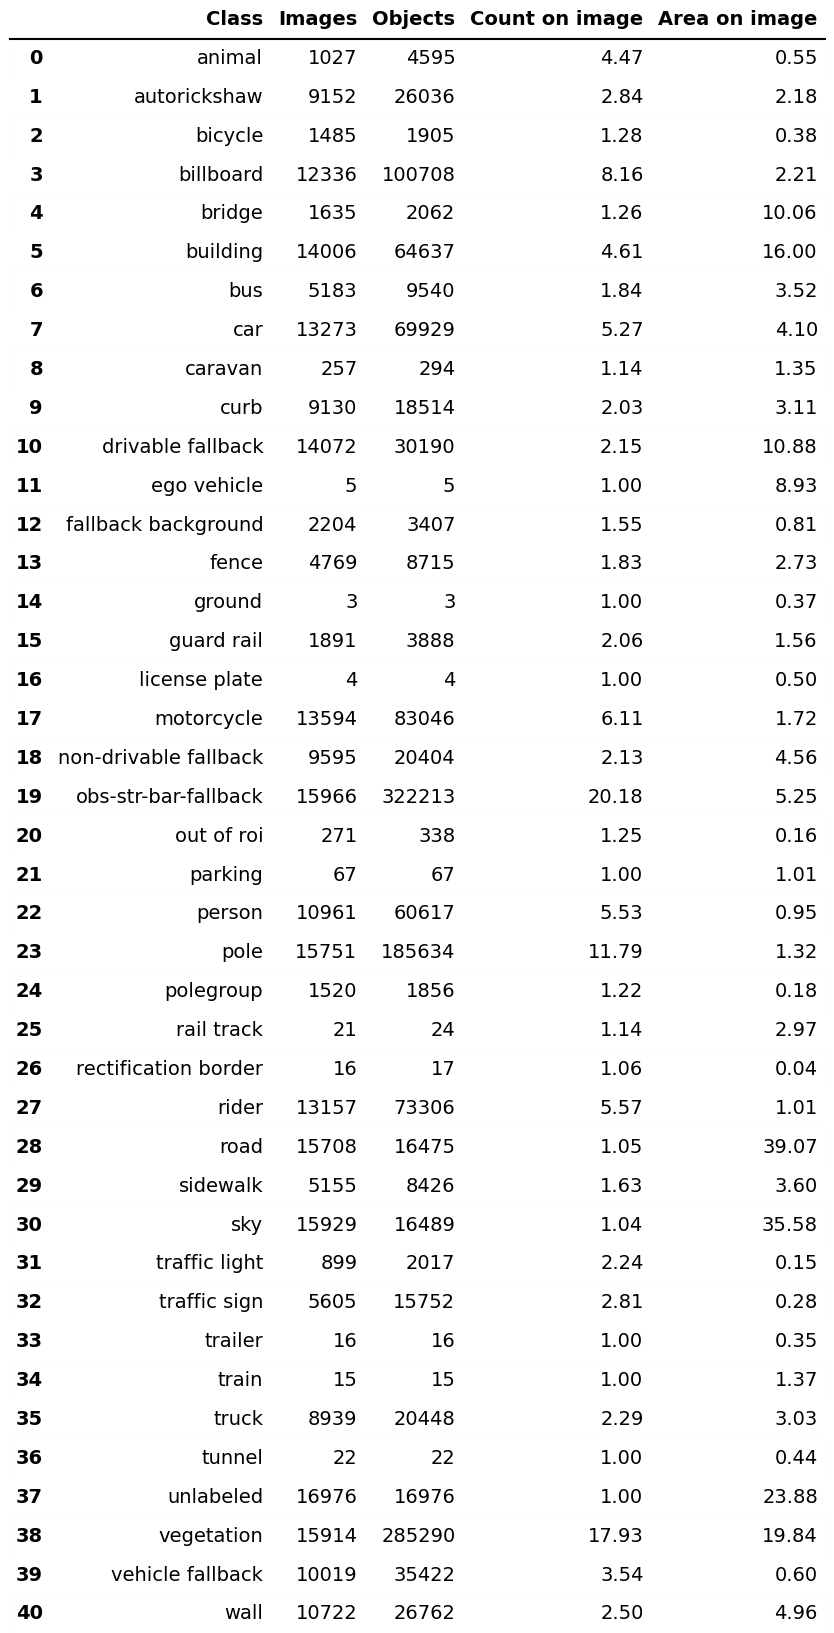 Class Images Objects Count on image Area on image
0 animal 1027 4595 4.47 0.55
1 autorickshaw 9152 26036 2.84 2.18
2 bicycle 1485 1905 1.28 0.38
3 billboard 12336 100708 8.16 2.21
4 bridge 1635 2062 1.26 10.06
5 building 14006 64637 4.61 16.00
6 bus 5183 9540 1.84 3.52
7 car 13273 69929 5.27 4.10
8 caravan 257 294 1.14 1.35
9 curb 9130 18514 2.03 3.11
10 drivable fallback 14072 30190 2.15 10.88
11 ego vehicle 5 5 1.00 8.93
12 fallback background 2204 3407 1.55 0.81
13 fence 4769 8715 1.83 2.73
14 ground 3 3 1.00 0.37
15 guard rail 1891 3888 2.06 1.56
16 license plate 4 4 1.00 0.50
17 motorcycle 13594 83046 6.11 1.72
18 non-drivable fallback 9595 20404 2.13 4.56
19 obs-str-bar-fallback 15966 322213 20.18 5.25
20 out of roi 271 338 1.25 0.16
21 parking 67 67 1.00 1.01
22 person 10961 60617 5.53 0.95
23 pole 15751 185634 11.79 1.32
24 polegroup 1520 1856 1.22 0.18
25 rail track 21 24 1.14 2.97
26 rectification border 16 17 1.06 0.04
27 rider 13157 73306 5.57 1.01
28 road 15708 16475 1.05 39.07
29 sidewalk 5155 8426 1.63 3.60
30 sky 15929 16489 1.04 35.58
31 traffic light 899 2017 2.24 0.15
32 traffic sign 5605 15752 2.81 0.28
33 trailer 16 16 1.00 0.35
34 train 15 15 1.00 1.37
35 truck 8939 20448 2.29 3.03
36 tunnel 22 22 1.00 0.44
37 unlabeled 16976 16976 1.00 23.88
38 vegetation 15914 285290 17.93 19.84
39 vehicle fallback 10019 35422 3.54 0.60
40 wall 10722 26762 2.50 4.96